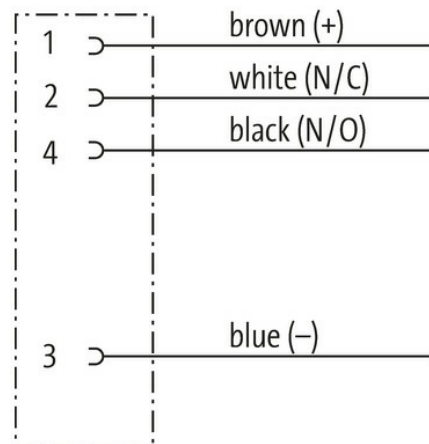 1 brown (+)
2 white (N/C)
4 black (N/O)
3 blue (–)